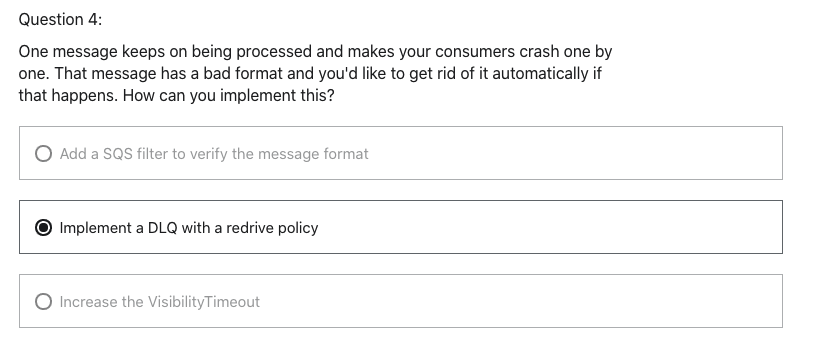 Question 4:
One message keeps on being processed and makes your consumers crash one by
one. That message has a bad format and you'd like to get rid of it automatically if
that happens. How can you implement this?
Add a SQS filter to verify the message format
Implement a DLQ with a redrive policy
Increase the VisibilityTimeout